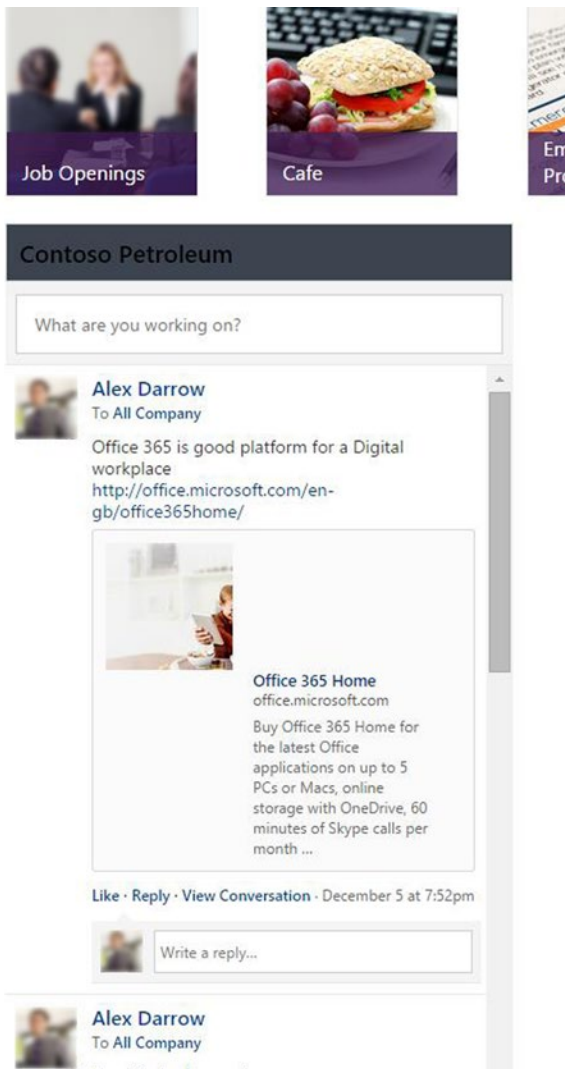 Job Openings
Cafe
Em
Pro
Contoso Petroleum
What are you working on?
Alex Darrow
To All Company
Office 365 is good platform for a Digital
workplace
http://office.microsoft.com/en-
gb/office365home/
Office 365 Home
office.microsoft.com
Buy Office 365 Home for
the latest Office
applications on up to 5
PCs or Macs, online
storage with OneDrive, 60
minutes of Skype calls per
month ...
Like · Reply · View Conversation · December 5 at 7:52pm
Write a reply...
Alex Darrow
To All Company